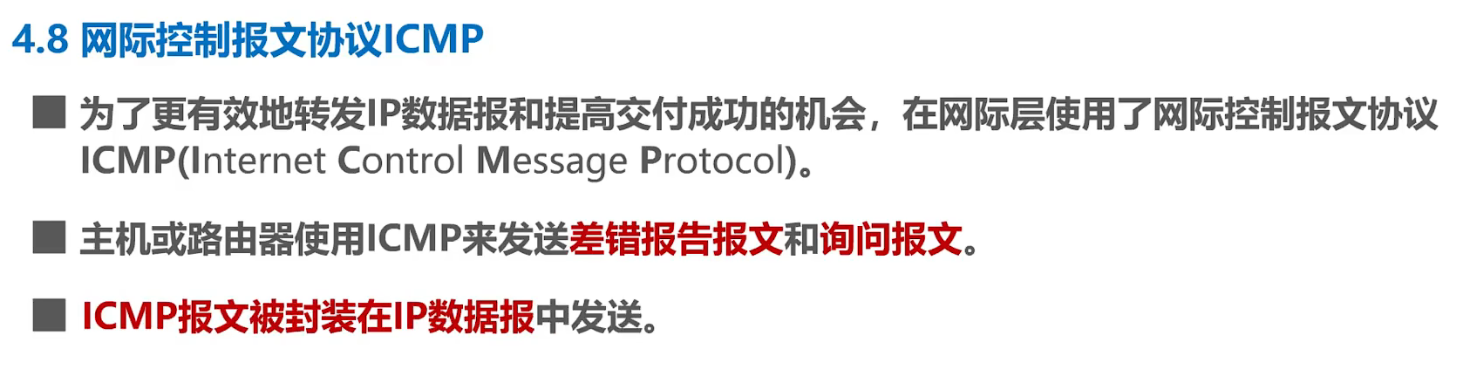 4.8 网际控制报文协议ICMP
■ 为了更有效地转发IP数据报和提高交付成功的机会，在网际层使用了网际控制报文协议
ICMP(Internet Control Message Protocol)。
■ 主机或路由器使用ICMP来发送差错报告报文和询问报文。
■ ICMP报文被封装在IP数据报中发送。